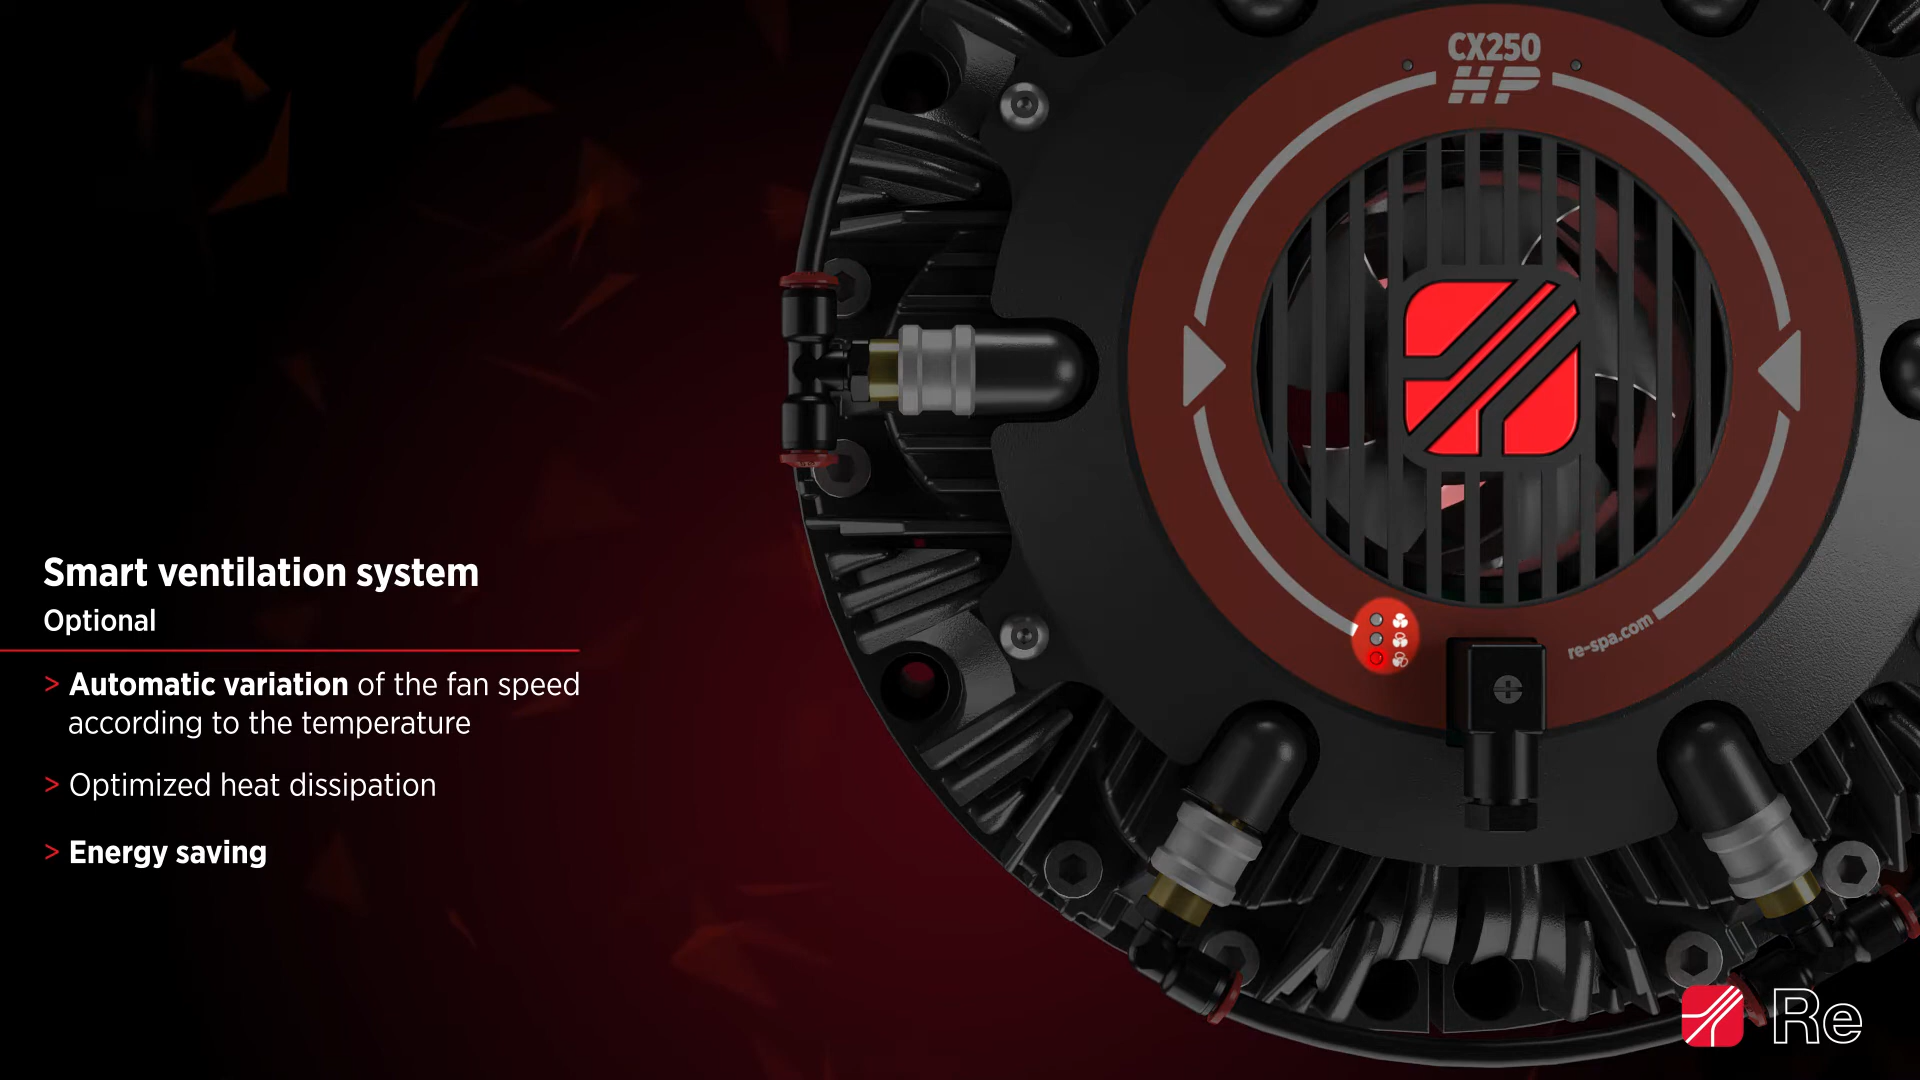 CX250
HP
re-spa.com
Smart ventilation system
Optional
> Automatic variation of the fan speed
according to the temperature
> Optimized heat dissipation
> Energy saving
Re